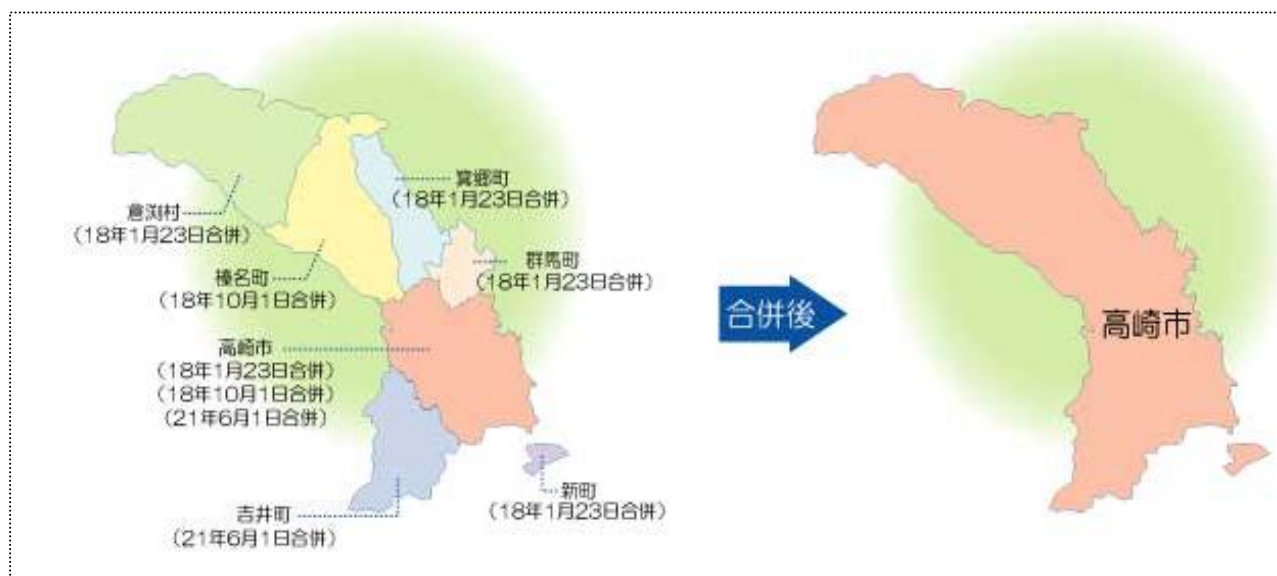 倉渕村
(18年1月23日合併)
榛名町
(18年10月1日合併)
箕郷町
(18年1月23日合併)
群馬町
(18年1月23日合併)
高崎市
(18年1月23日合併)
(18年10月1日合併)
(21年6月1日合併)
吉井町
(21年6月1日合併)
新町
(18年1月23日合併)
合併後
高崎市